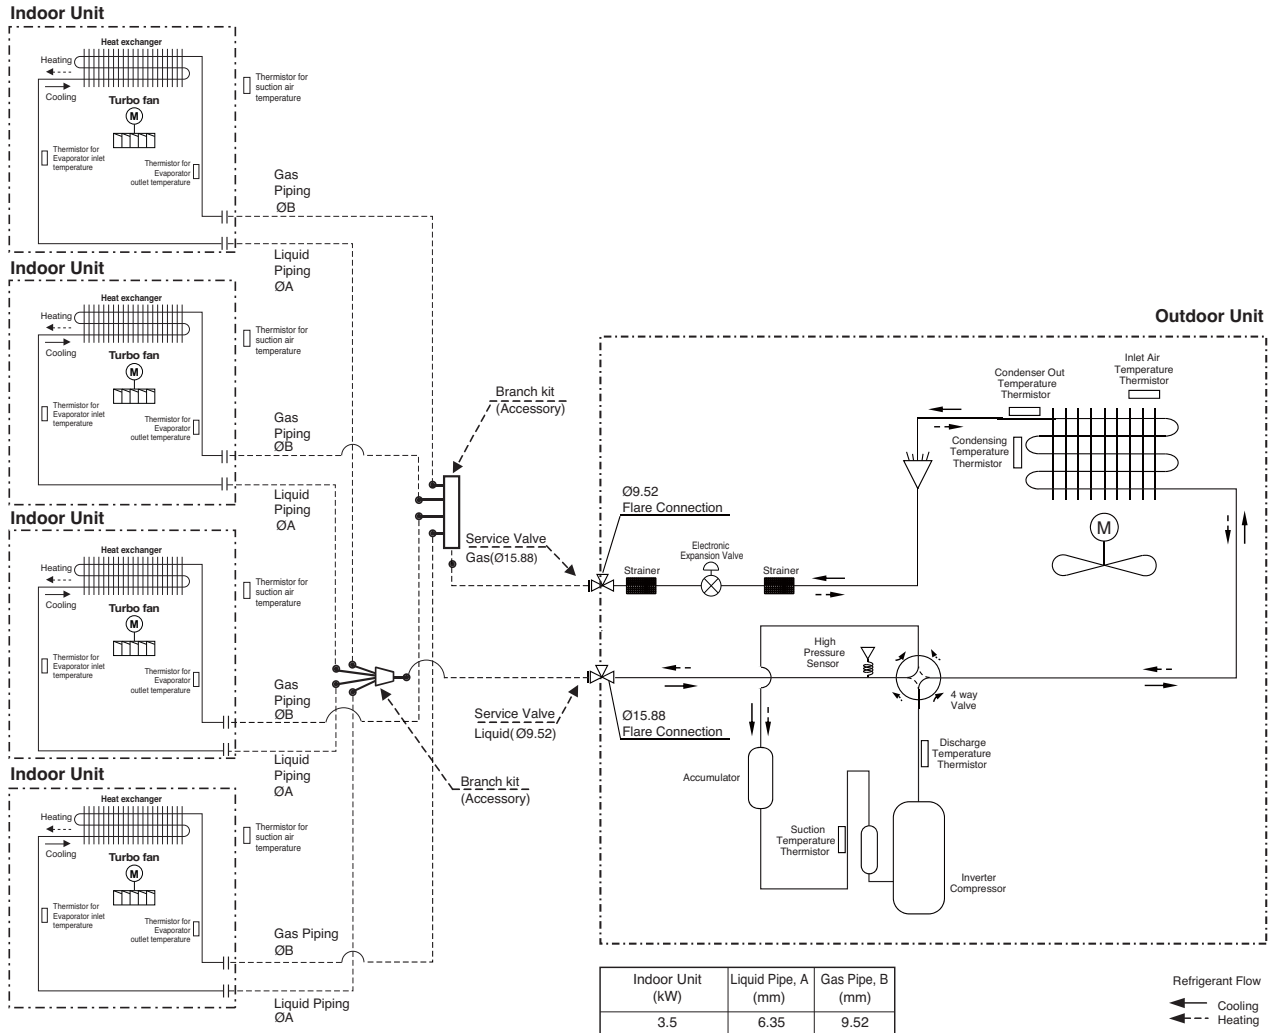 Indoor Unit
Heat exchanger
Heating
Cooling
Turbo fan
M
Thermistor for
suction air
temperature
Thermistor for
Evaporator inlet
temperature
Thermistor for
Evaporator
outlet temperature
Gas
Piping
ØB
Liquid
Piping
ØA
Indoor Unit
Heat exchanger
Heating
Cooling
Turbo fan
M
Thermistor for
suction air
temperature
Thermistor for
Evaporator inlet
temperature
Thermistor for
Evaporator
outlet temperature
Gas
Piping
ØB
Liquid
Piping
ØA
Indoor Unit
Heat exchanger
Heating
Cooling
Turbo fan
M
Thermistor for
suction air
temperature
Thermistor for
Evaporator inlet
temperature
Thermistor for
Evaporator
outlet temperature
Gas
Piping
ØB
Liquid
Piping
ØA
Indoor Unit
Heat exchanger
Heating
Cooling
Turbo fan
M
Thermistor for
suction air
temperature
Thermistor for
Evaporator inlet
temperature
Thermistor for
Evaporator
outlet temperature
Gas Piping
ØB
Liquid Piping
ØA
Branch kit
(Accessory)
Service Valve
Gas(Ø15.88)
Service Valve
Liquid(Ø9.52)
Branch kit
(Accessory)
Outdoor Unit
Condenser Out
Temperature
Thermistor
Inlet Air
Temperature
Thermistor
Condensing
Temperature
Thermistor
M
Ø9.52
Flare Connection
Strainer
Electronic
Expansion Valve
Strainer
High
Pressure
Sensor
4 way
Valve
Ø15.88
Flare Connection
Discharge
Temperature
Thermistor
Accumulator
Suction
Temperature
Thermistor
Inverter
Compressor
Indoor Unit
(kW)
Liquid Pipe, A
(mm)
Gas Pipe, B
(mm)
3.5
6.35
9.52
Refrigerant Flow
Cooling
Heating